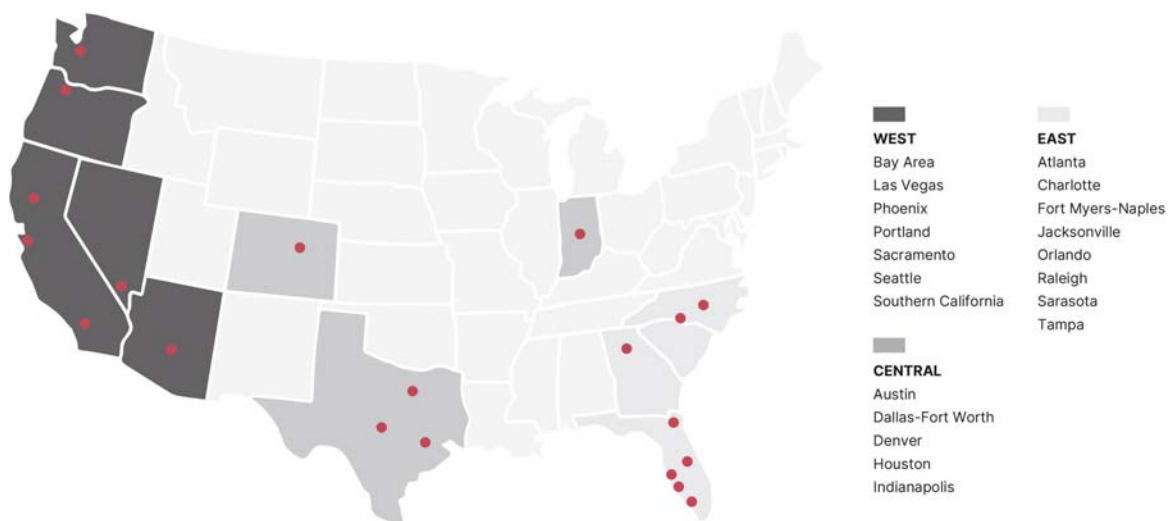 WEST
Bay Area
Las Vegas
Phoenix
Portland
Sacramento
Seattle
Southern California
CENTRAL
Austin
Dallas-Fort Worth
Denver
Houston
Indianapolis
EAST
Atlanta
Charlotte
Fort Myers-Naples
Jacksonville
Orlando
Raleigh
Sarasota
Tampa